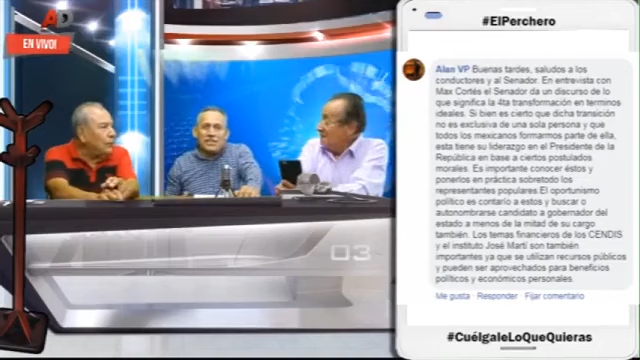 AD
EN VIVO!
03
#ElPerchero
Alan VP Buenas tardes, saludos a los
conductores y al Senador. En entrevista con
Max Cortés el Senador da un discurso de lo
que significa la 4ta transformación en terminos
ideales. Si bien es cierto que dicha transición
no es exclusiva de una sola persona y que
todos los mexicanos formarmos parte de ella,
esta tiene su liderazgo en el Presidente de la
República en base a ciertos postulados
morales. Es importante conocer éstos y
ponerlos en práctica sobretodo los
representantes populares.El oportunismo
político es contario a estos y buscar o
autonombrarse candidato a gobernador del
estado a menos de la mitad de su cargo
también. Los temas financieros de los CENDIS
y el instituto José Martí son también
importantes ya que se utilizan recursos públicos
y pueden ser aprovechados para beneficios
políticos y económicos personales.
Me gusta Responder Fijar comentario
#CuélgaleLoQueQuieras